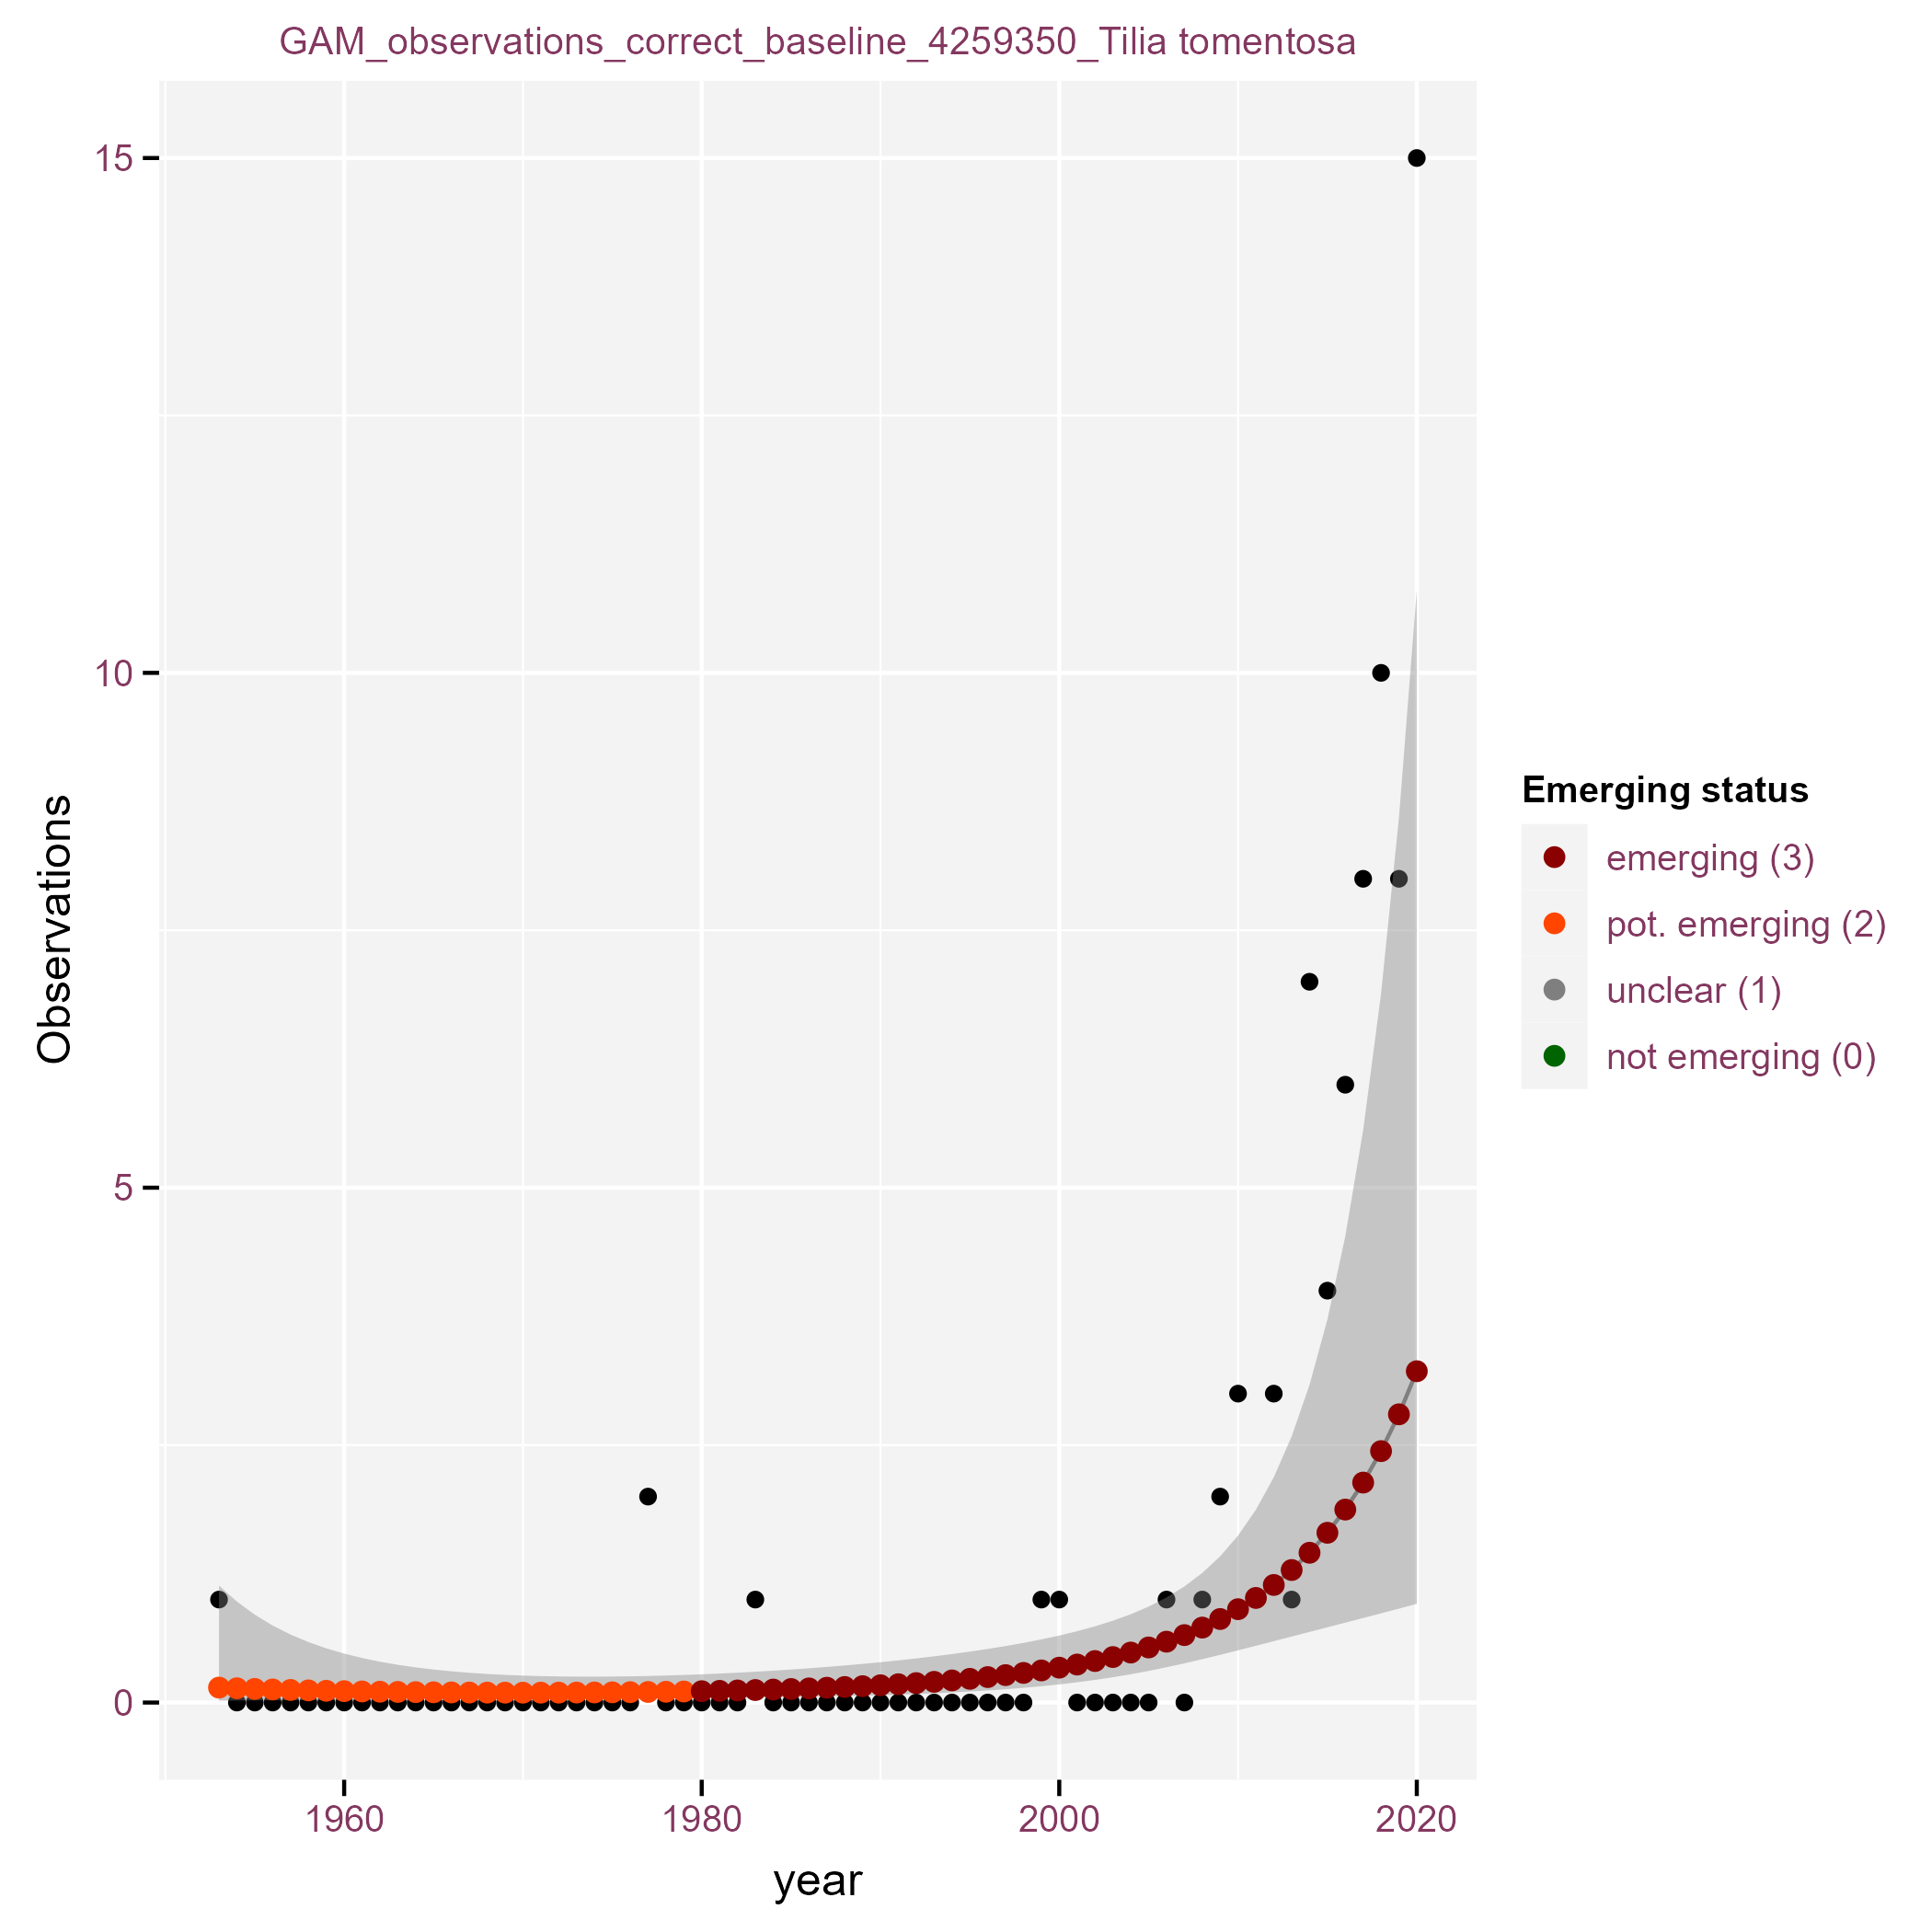 GAM_observations_correct_baseline_4259350_Tilia tomentosa
15
10
5
0
Observations
1960 1980 2000 2020
year
Emerging status
emerging (3)
pot. emerging (2)
unclear (1)
not emerging (0)